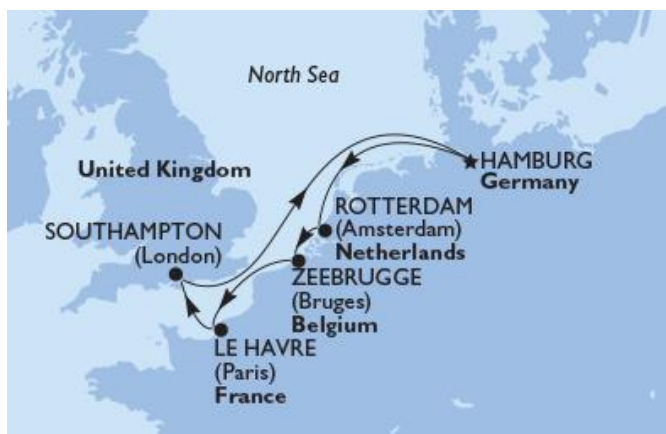 North Sea
United Kingdom
HAMBURG
Germany
SOUTHAMPTON
(London)
ROTTERDAM
(Amsterdam)
Netherlands
ZEEBRUGGE
(Bruges)
Belgium
LE HAVRE
(Paris)
France